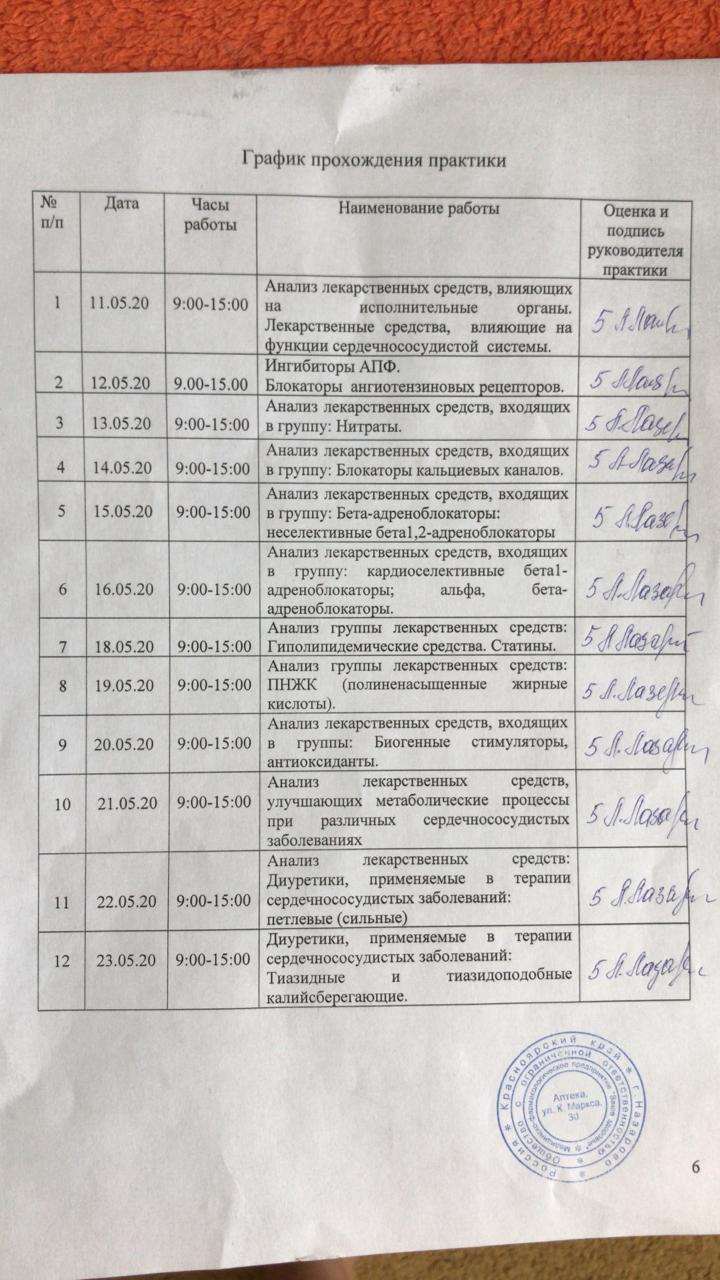 График прохождения практики
№ п/п
Дата
Часы работы
Наименование работы
Оценка и подпись руководителя практики
1
11.05.20
9:00-15:00
Анализ лекарственных средств, влияющих
на исполнительные органы.
Лекарственные средства, влияющие на
функции сердечнососудистой системы.
5
2
12.05.20
9.00-15.00
Ингибиторы АПФ.
Блокаторы ангиотензиновых рецепторов.
5
3
13.05.20
9:00-15:00
Анализ лекарственных средств, входящих
в группу: Нитраты.
5
4
14.05.20
9:00-15:00
Анализ лекарственных средств, входящих
в группу: Блокаторы кальциевых каналов.
5
5
15.05.20
9:00-15:00
Анализ лекарственных средств, входящих
в группу: Бета-адреноблокаторы:
неселективные бета1,2-адреноблокаторы
5
6
16.05.20
9:00-15:00
Анализ лекарственных средств, входящих
в группу: кардиоселективные бета1-
адреноблокаторы; альфа, бета-
адреноблокаторы.
5
7
18.05.20
9:00-15:00
Анализ группы лекарственных средств:
Гиполипидемические средства. Статины.
5
8
19.05.20
9:00-15:00
Анализ группы лекарственных средств:
ПНЖК (полиненасыщенные жирные
кислоты).
5
9
20.05.20
9:00-15:00
Анализ лекарственных средств, входящих
в группы: Биогенные стимуляторы,
антиоксиданты.
5
10
21.05.20
9:00-15:00
Анализ лекарственных средств,
улучшающих метаболические процессы
при различных сердечнососудистых
заболеваниях
5
11
22.05.20
9:00-15:00
Анализ лекарственных средств:
Диуретики, применяемые в терапии
сердечнососудистых заболеваний:
петлевые (сильные)
5
12
23.05.20
9:00-15:00
Диуретики, применяемые в терапии
сердечнососудистых заболеваний:
Тиазидные и тиазидоподобные
калийсберегающие.
5
Россия * Красноярский край * г. Назарово *
Общество с ограниченной ответственностью *
Аптека,
ул. К. Маркса,
30
6